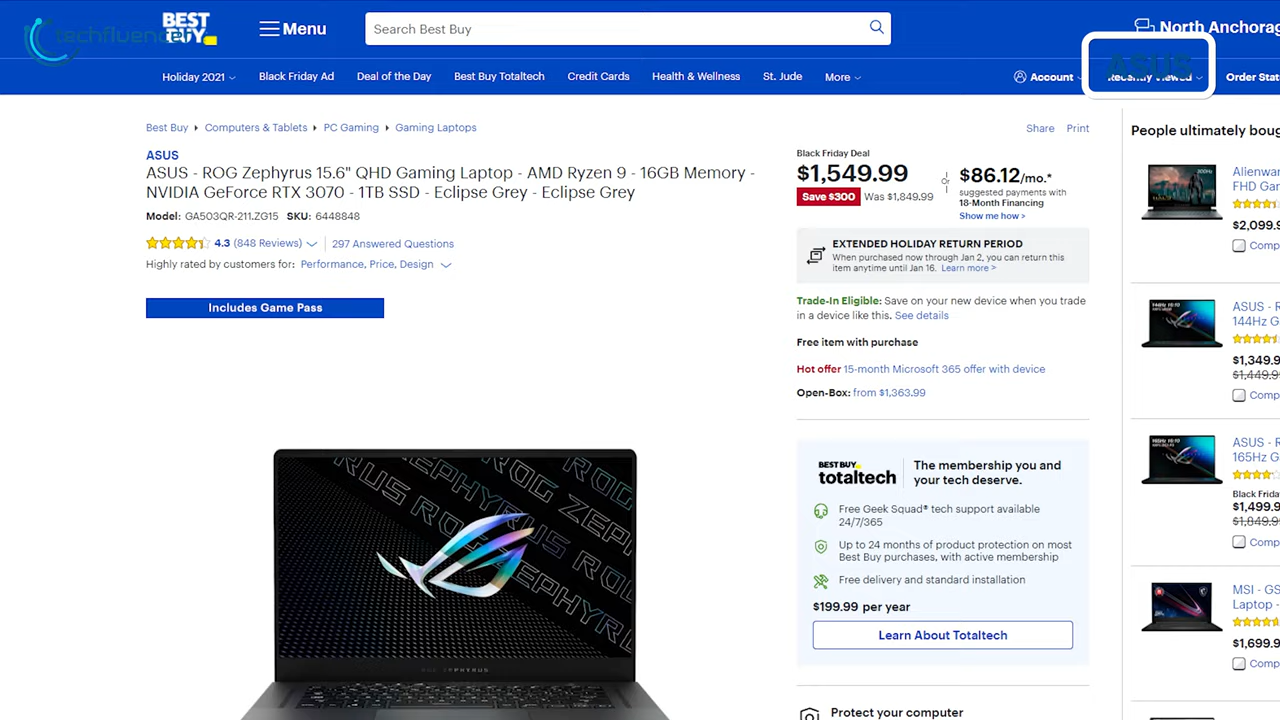 techfluencer
BEST BUY
Menu
Search Best Buy
North Anchorag
Holiday 2021
Black Friday Ad
Deal of the Day
Best Buy Totaltech
Credit Cards
Health & Wellness
St. Jude
More
Account
Recently Viewed
ASUS
Order Stat
Best Buy
Computers & Tablets
PC Gaming
Gaming Laptops
Share
Print
ASUS
ASUS - ROG Zephyrus 15.6" QHD Gaming Laptop - AMD Ryzen 9 - 16GB Memory -
NVIDIA GeForce RTX 3070 - 1TB SSD - Eclipse Grey - Eclipse Grey
Model: GA503QR-211.ZG15 SKU: 6448848
4.3 (848 Reviews)
297 Answered Questions
Highly rated by customers for: Performance, Price, Design
Includes Game Pass
ROG ZEPHYRUS
Black Friday Deal
$1,549.99
Save $300 Was $1,849.99
or
$86.12/mo.*
suggested payments with
18-Month Financing
Show me how >
EXTENDED HOLIDAY RETURN PERIOD
When purchased now through Jan 2, you can return this
item anytime until Jan 16. Learn more >
Trade-In Eligible: Save on your new device when you trade
in a device like this. See details
Free item with purchase
Hot offer 15-month Microsoft 365 offer with device
Open-Box: from $1,363.99
BEST BUY
totaltech
The membership you and
your tech deserve.
Free Geek Squad® tech support available
24/7/365
Up to 24 months of product protection on most
Best Buy purchases, with active membership
Free delivery and standard installation
$199.99 per year
Learn About Totaltech
Protect your computer
People ultimately boug
Alienwar
FHD Gar
$2,099.9
Comp
ASUS - R
144Hz G
$1,349.9
$1,449.9
Comp
ASUS - R
165Hz G
Black Frida
$1,499.9
$1,849.9
Comp
MSI - GS
Laptop -
$1,699.9
Comp